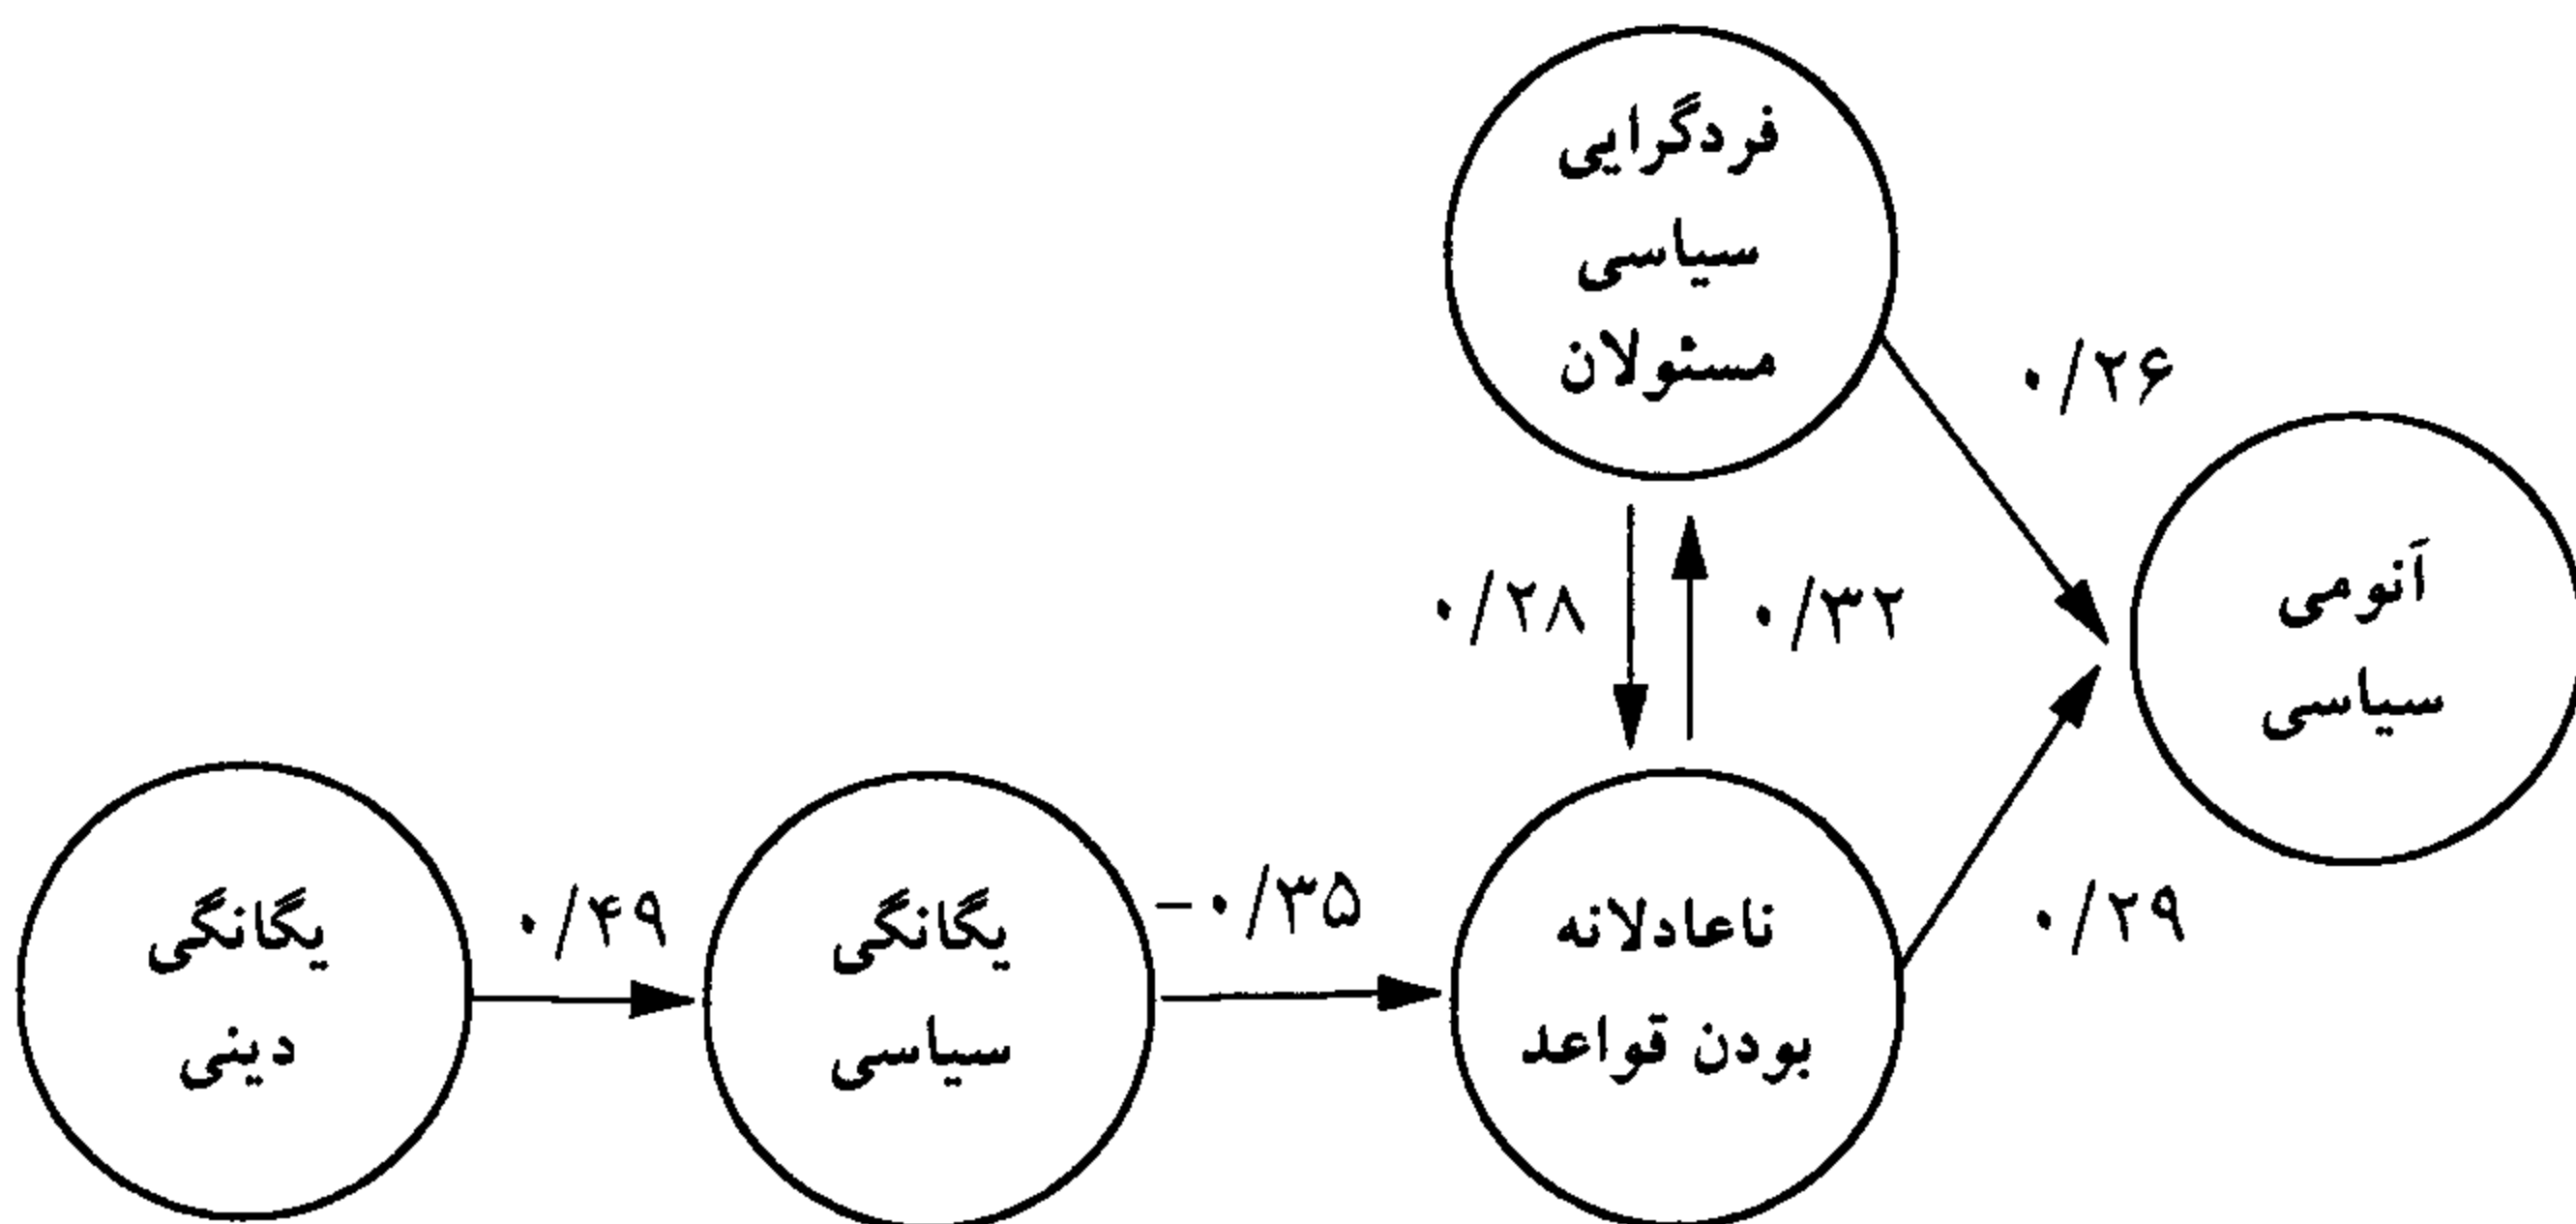 فردگرایی
سیاسی
مسئولان
۰/۲۶
آنومی
سیاسی
۰/۲۸
۰/۳۲
یگانگی
دینی
۰/۴۹
یگانگی
سیاسی
-۰/۳۵
ناعادلانه
بودن قواعد
۰/۲۹